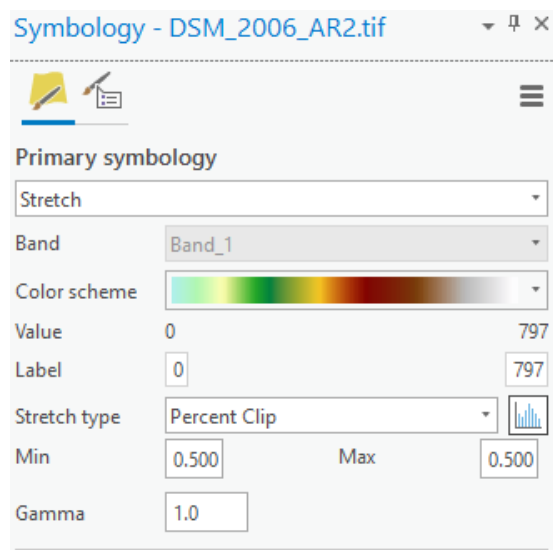 Symbology - DSM_2006_AR2.tif
Primary symbology
Stretch
Band Band_1
Color scheme
Value 0 797
Label 0 797
Stretch type Percent Clip
Min 0.500 Max 0.500
Gamma 1.0